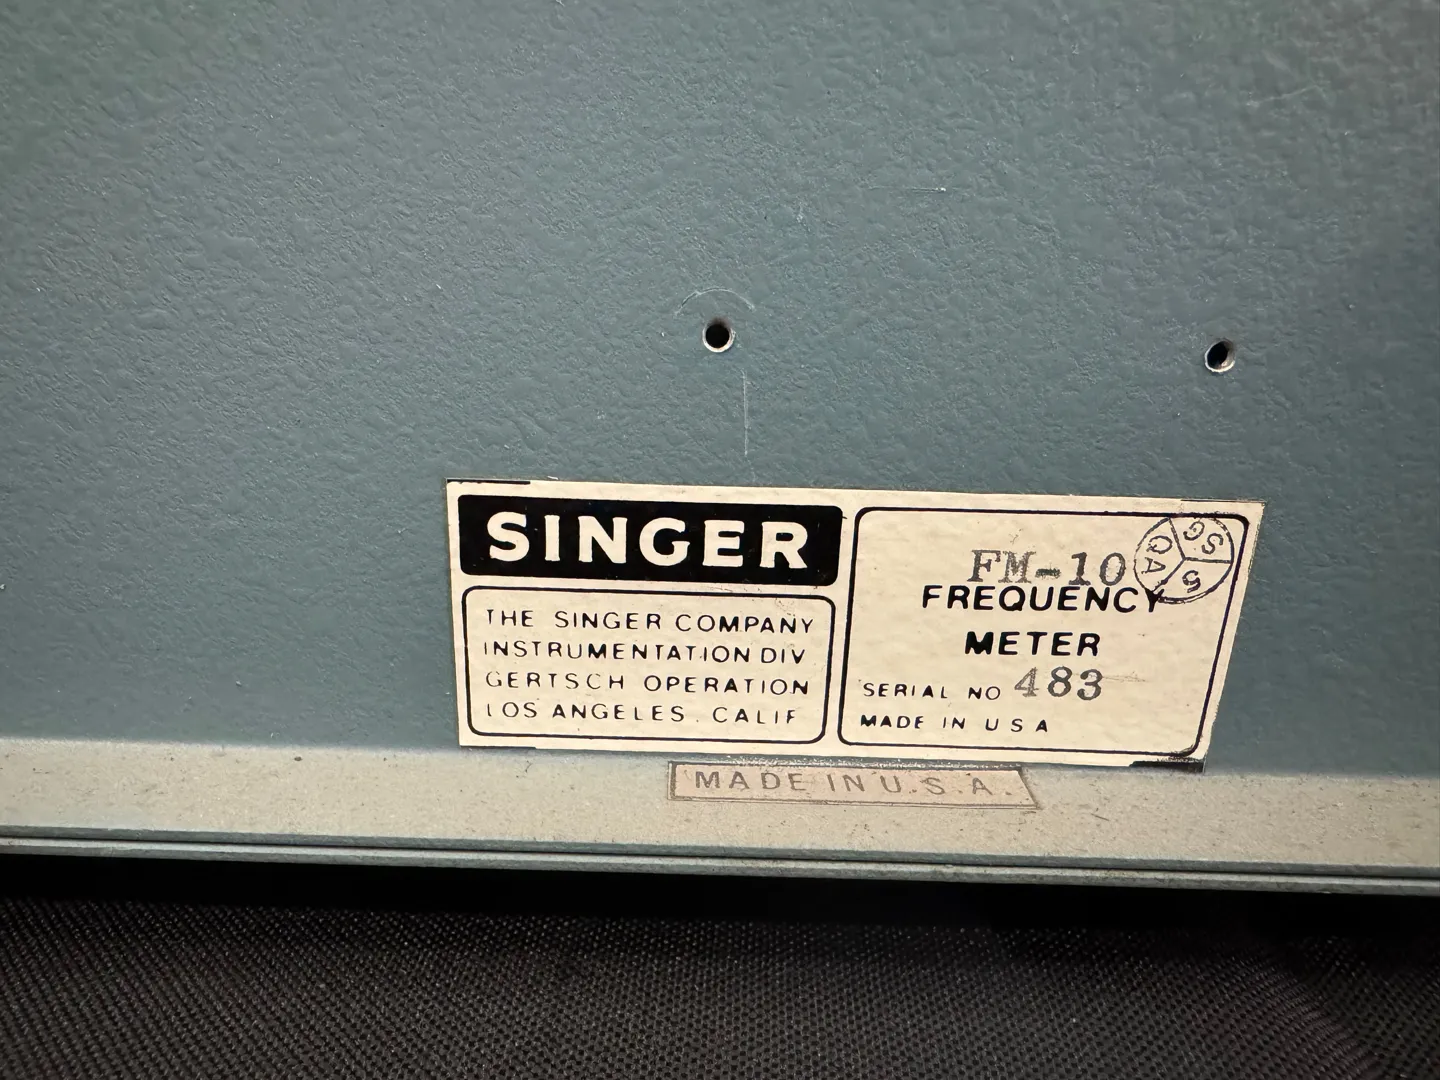 SINGER
THE SINGER COMPANY
INSTRUMENTATION DIV
GERTSCH OPERATION
LOS ANGELES. CALIF
FM-10
FREQUENCY
METER
SERIAL NO 483
MADE IN U S A
SG
QA
5
MADE IN U.S.A.